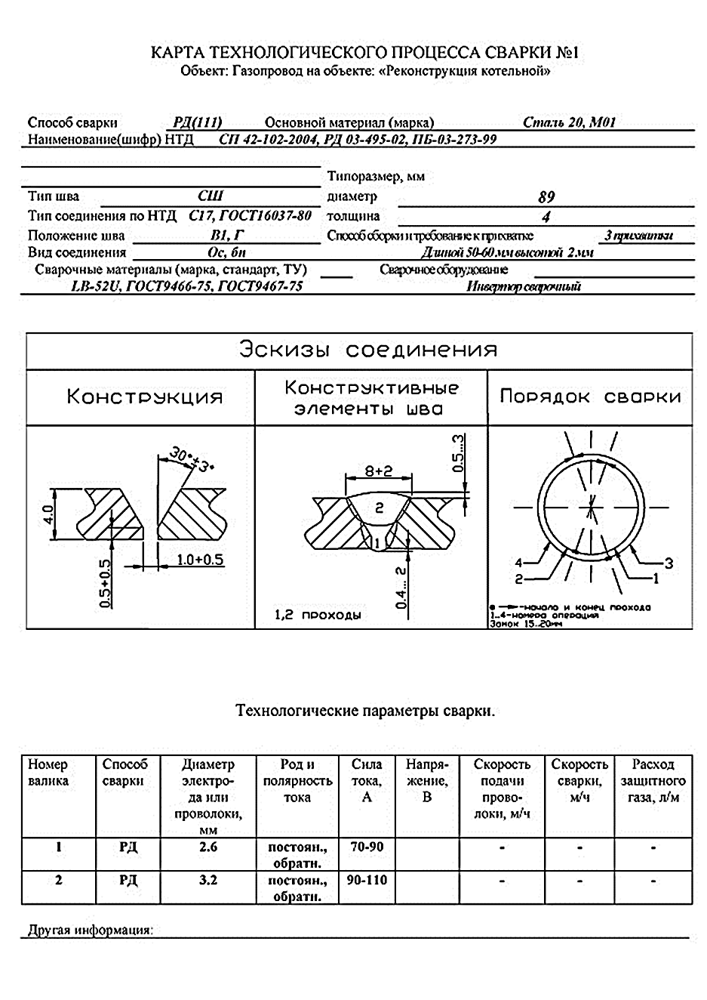 КАРТА ТЕХНОЛОГИЧЕСКОГО ПРОЦЕССА СВАРКИ №1
Объект: Газопровод на объекте: «Реконструкция котельной»
Способ сварки РД(111) Основной материал (марка) Сталь 20, М01
Наименование(шифр) НТД СП 42-102-2004, РД 03-495-02, ПБ-03-273-99
Типоразмер, мм
Тип шва СШ диаметр 89
Тип соединения по НТД С17, ГОСТ16037-80 толщина 4
Положение шва В1, Г Способ сборки и требование к прихватке 3 прихватки
Вид соединения Ос, бп Длиной 50-60 мм высотой 2 мм
Сварочные материалы (марка, стандарт, ТУ) Сварочное оборудование
LB-52U, ГОСТ9466-75, ГОСТ9467-75 Инвертор сварочный
Эскизы соединения
Конструкция
Конструктивные
элементы шва
Порядок сварки
30°±3°
4.0
0.5+0.5
1.0+0.5
8+2
0.5...3
2
1
0.4... 2
1,2 проходы
4
3
2
1
-начало и конец прохода
1..4-номера операций
Замок 15..20мм
Технологические параметры сварки.
Номер валика Способ сварки Диаметр электро-да или проволоки, мм Род и полярность тока Сила тока, А Напря-жение, В Скорость подачи прово-локи, м/ч Скорость сварки, м/ч Расход защитного газа, л/м
1 РД 2.6 постоян., обратн. 70-90 - - -
2 РД 3.2 постоян., обратн. 90-110 - - -
Другая информация: